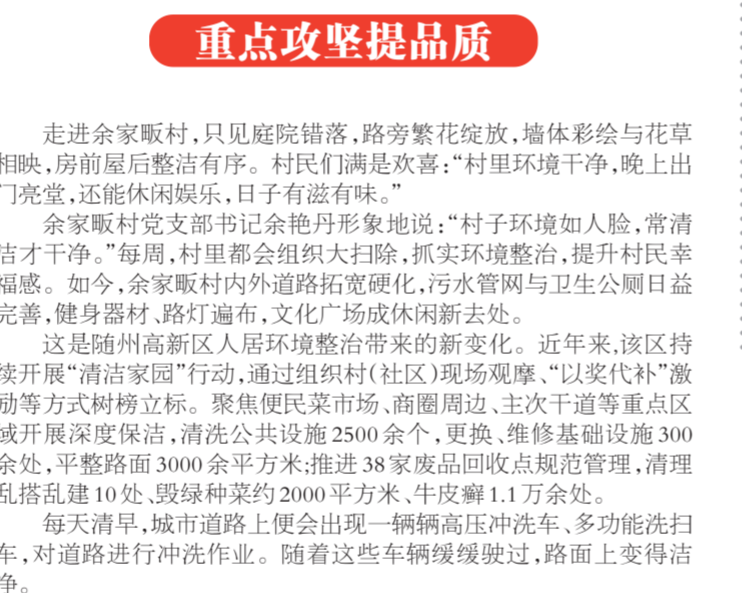 重点攻坚提品质
走进余家畈村,只见庭院错落,路旁繁花绽放,墙体彩绘与花草
相映,房前屋后整洁有序。村民们满是欢喜:“村里环境干净,晚上出
门亮堂,还能休闲娱乐,日子有滋有味。”
余家畈村党支部书记余艳丹形象地说:“村子环境如人脸,常清
洁才干净。”每周,村里都会组织大扫除,抓实环境整治,提升村民幸
福感。如今,余家畈村内外道路拓宽硬化,污水管网与卫生公厕日益
完善,健身器材、路灯遍布,文化广场成休闲新去处。
这是随州高新区人居环境整治带来的新变化。近年来,该区持
续开展“清洁家园”行动,通过组织村(社区)现场观摩、“以奖代补”激
励等方式树榜立标。聚焦便民菜市场、商圈周边、主次干道等重点区
域开展深度保洁,清洗公共设施2500余个,更换、维修基础设施300
余处,平整路面3000余平方米;推进38家废品回收点规范管理,清理
乱搭乱建10处、毁绿种菜约2000平方米、牛皮癣1.1万余处。
每天清早,城市道路上便会出现一辆辆高压冲洗车、多功能洗扫
车,对道路进行冲洗作业。随着这些车辆缓缓驶过,路面上变得洁
净。